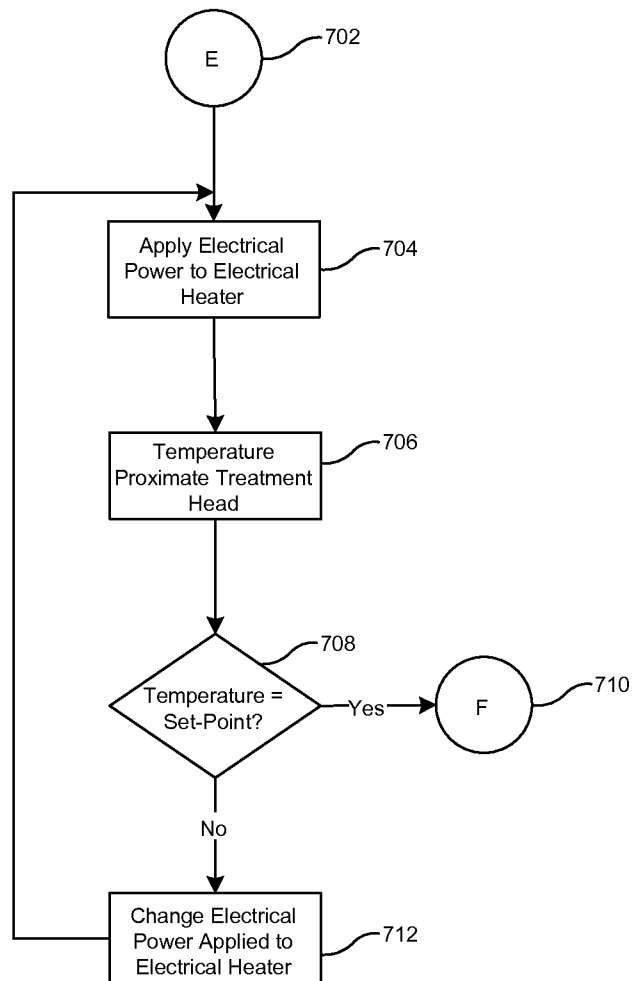 E
702
Apply Electrical
Power to Electrical
Heater
704
Temperature
Proximate Treatment
Head
706
708
Temperature =
Set-Point?
Yes
F
710
No
Change Electrical
Power Applied to
Electrical Heater
712